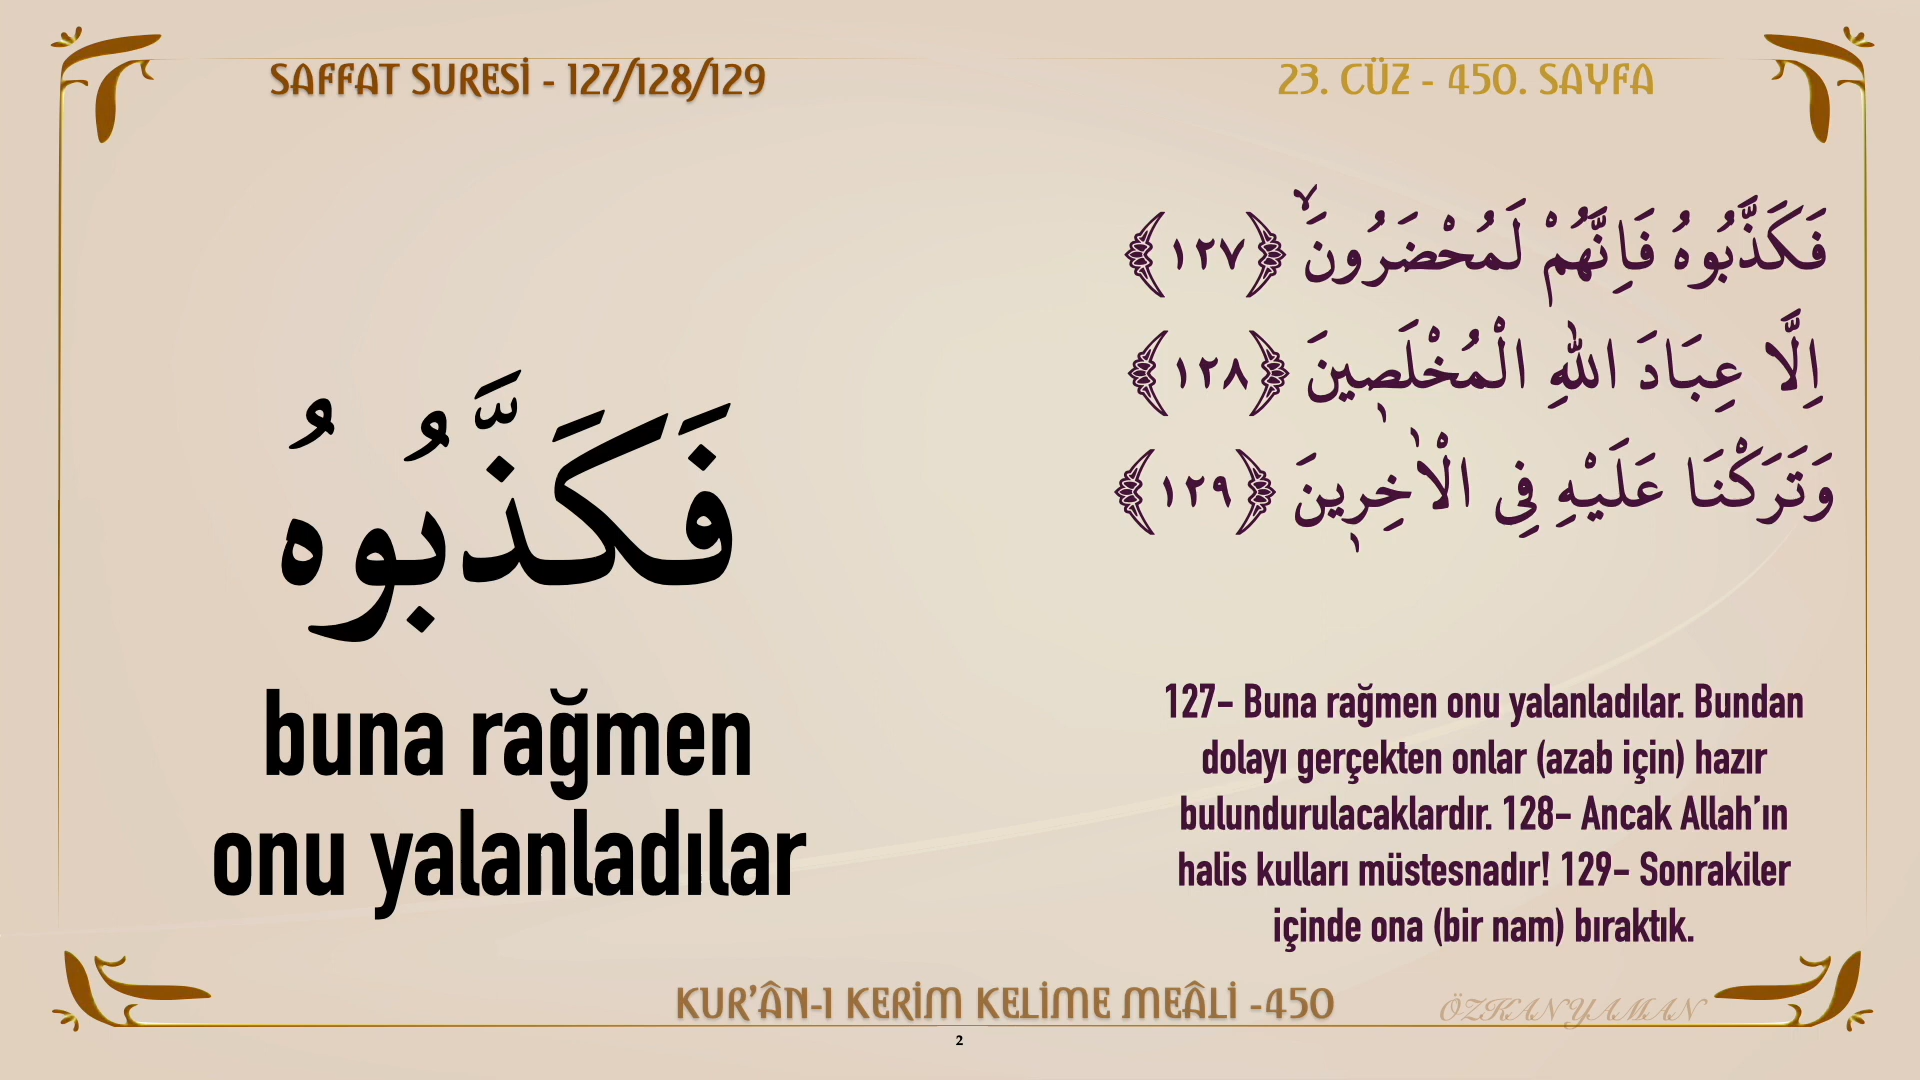 SAFFAT SURESİ - 127/128/129
23. CÜZ - 450. SAYFA
فَكَذَّبُوهُ فَاِنَّهُمْ لَمُحْضَرُونَۙ ﴿١٢٧﴾
اِلَّا عِبَادَ اللّٰهِ الْمُخْلَص۪ينَ ﴿١٢٨﴾
وَتَرَكْنَا عَلَيْهِ فِى الْاٰخِر۪ينَ ﴿١٢٩﴾
فَكَذَّبُوهُ
buna rağmen
onu yalanladılar
127- Buna rağmen onu yalanladılar. Bundan
dolayı gerçekten onlar (azab için) hazır
bulundurulacaklardır. 128- Ancak Allah'ın
halis kulları müstesnadır! 129- Sonrakiler
içinde ona (bir nam) bıraktık.
KUR'ÂN-I KERİM KELİME MEÂLİ -450
ÖZKAN YAMAN
2